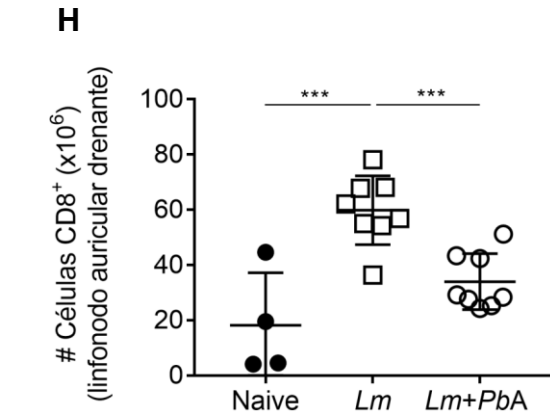 H
# Células CD8⁺ (x10⁶)
(linfonodo auricular drenante)
100
80
60
40
20
0
*** ***
Naive Lm Lm+PbA